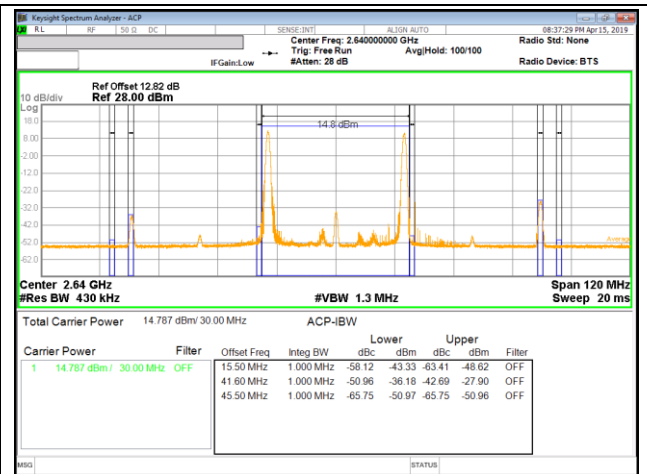 Keysight Spectrum Analyzer - ACP
RL RF 50 Ω DC SENSE:INT ALIGN AUTO 08:37:29 PM Apr 15, 2019
Center Freq: 2.640000000 GHz Radio Std: None
Trig: Free Run Avg|Hold: 100/100
IFGain:Low #Atten: 28 dB Radio Device: BTS
Ref Offset 12.82 dB
10 dB/div Ref 28.00 dBm
Log
18.0
14.8 dBm
8.00
-2.00
-12.0
-22.0
-32.0
-42.0
-52.0 Average
-62.0
Center 2.64 GHz Span 120 MHz
#Res BW 430 kHz #VBW 1.3 MHz Sweep 20 ms
Total Carrier Power 14.787 dBm/ 30.00 MHz ACP-IBW
Lower Upper
Carrier Power Filter Offset Freq Integ BW dBc dBm dBc dBm Filter
1 14.787 dBm / 30.00 MHz OFF 15.50 MHz 1.000 MHz -58.12 -43.33 -63.41 -48.62 OFF
41.60 MHz 1.000 MHz -50.96 -36.18 -42.69 -27.90 OFF
45.50 MHz 1.000 MHz -65.75 -50.97 -65.75 -50.96 OFF
MSG STATUS